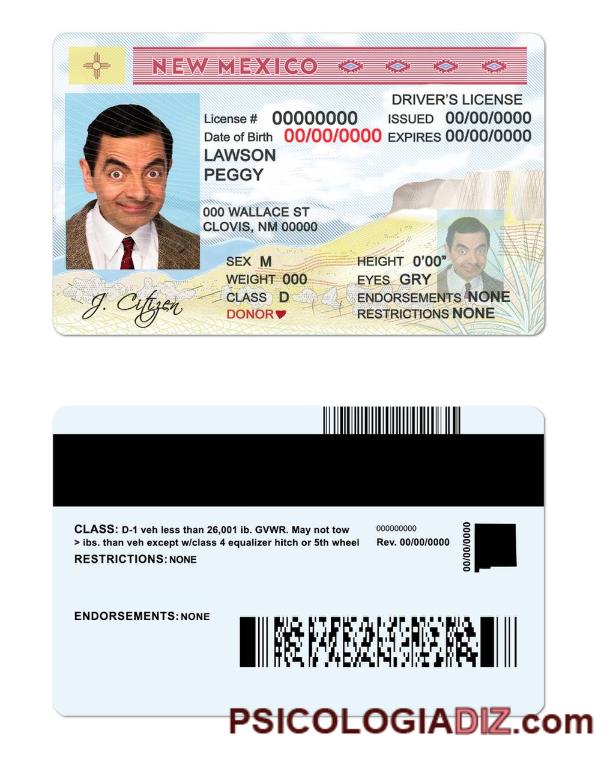 NEW MEXICO
DRIVER'S LICENSE
License # 00000000 ISSUED 00/00/0000
Date of Birth 00/00/0000 EXPIRES 00/00/0000
LAWSON
PEGGY
000 WALLACE ST
CLOVIS, NM 00000
SEX M HEIGHT 0'00"
WEIGHT 000 EYES GRY
CLASS D ENDORSEMENTS NONE
DONOR♥ RESTRICTIONS NONE
J. Citizen
CLASS: D-1 veh less than 26,001 ib. GVWR. May not tow
> ibs. than veh except w/class 4 equalizer hitch or 5th wheel
RESTRICTIONS: NONE
000000000
Rev. 00/00/0000
00/00/0000
ENDORSEMENTS: NONE
PSICOLOGIADIZ.com